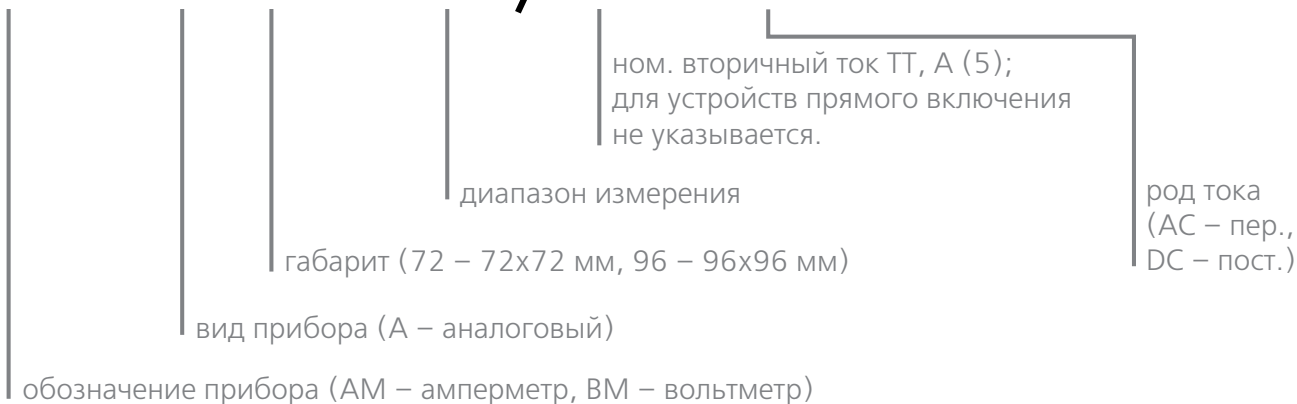 ном. вторичный ток ТТ, А (5);
для устройств прямого включения
не указывается.
диапазон измерения
род тока
(AC – пер.,
DC – пост.)
габарит (72 – 72x72 мм, 96 – 96x96 мм)
вид прибора (А – аналоговый)
обозначение прибора (АМ – амперметр, ВМ – вольтметр)